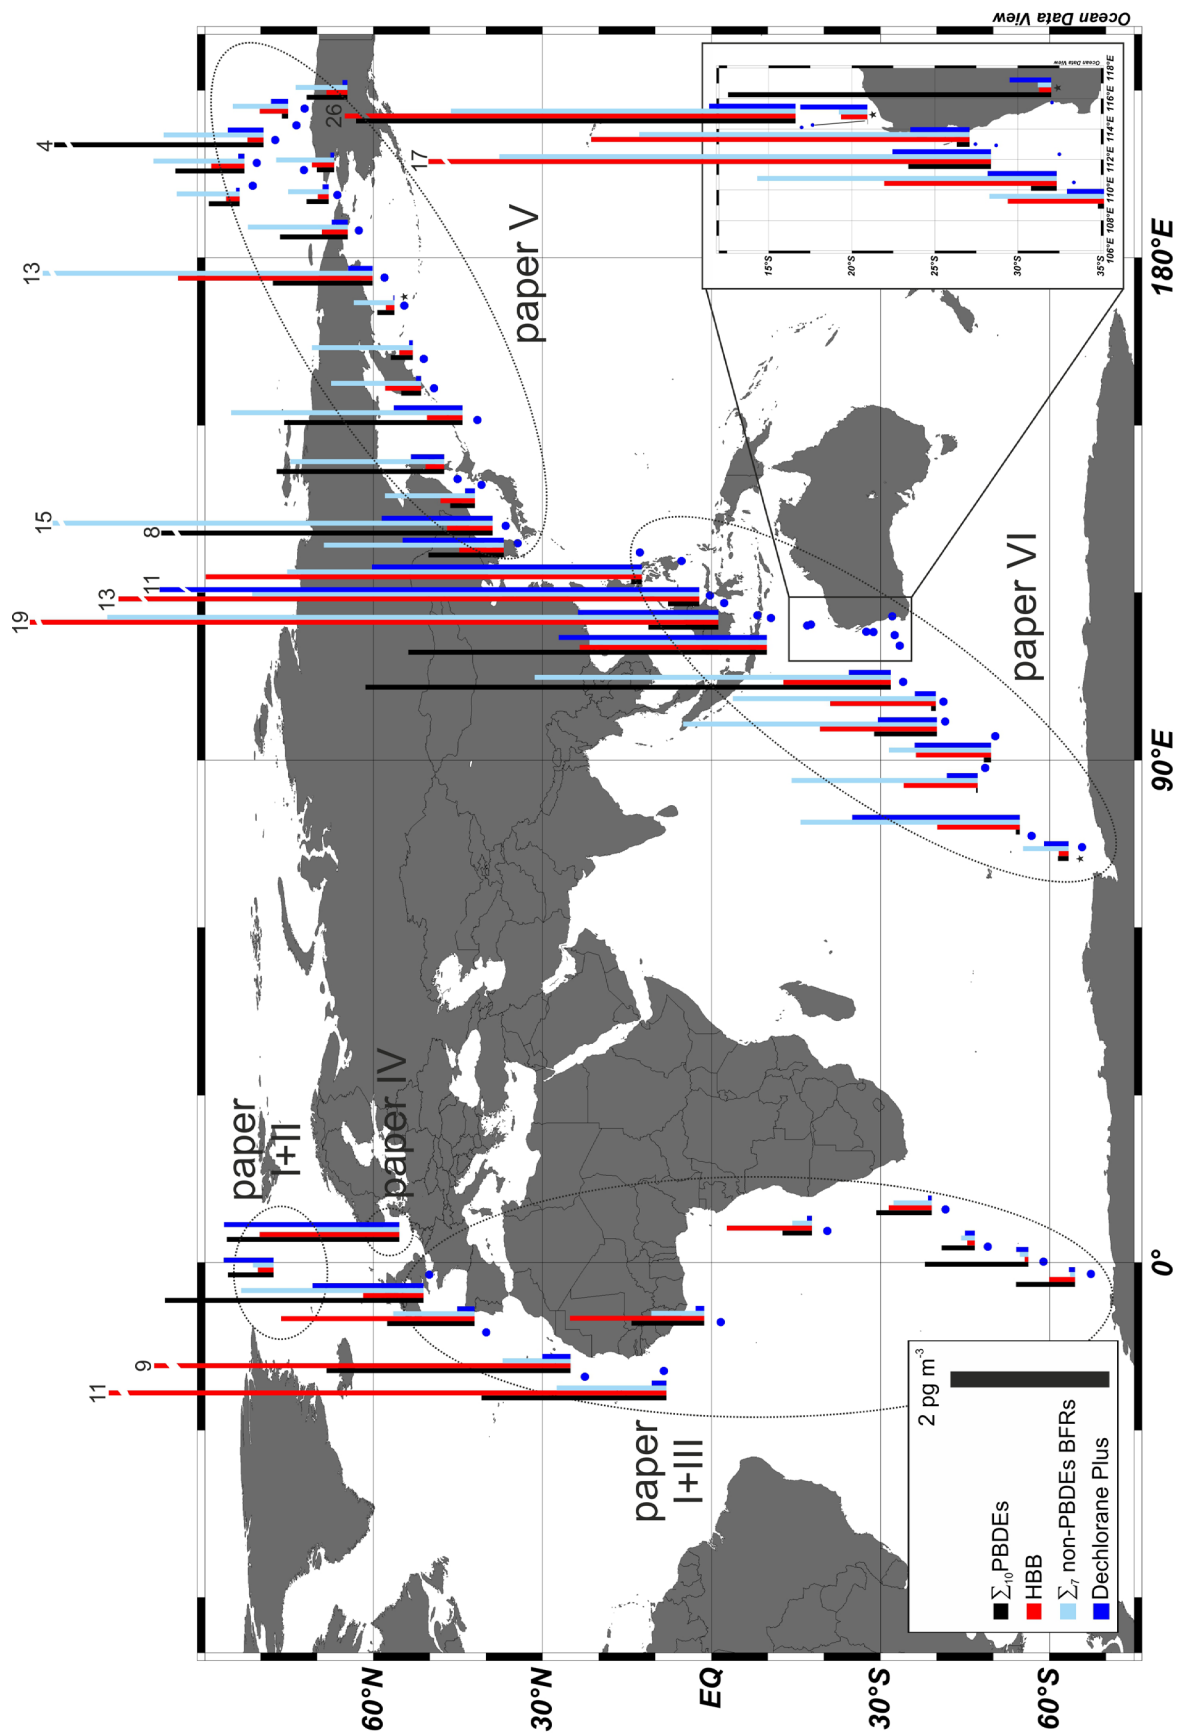 4
13
15
8
11
13
19
26
17
9
11
paper
I+II
paper IV
paper V
paper VI
paper
I+III
60°N
30°N
EQ
30°S
60°S
0°
90°E
180°E
Ocean Data View
15°S
20°S
25°S
30°S
35°S
106°E
108°E
110°E
112°E
114°E
116°E
118°E
Ocean Data View
2 pg m⁻³
Σ₁₀PBDEs
HBB
Σ₇ non-PBDEs BFRs
Dechlorane Plus